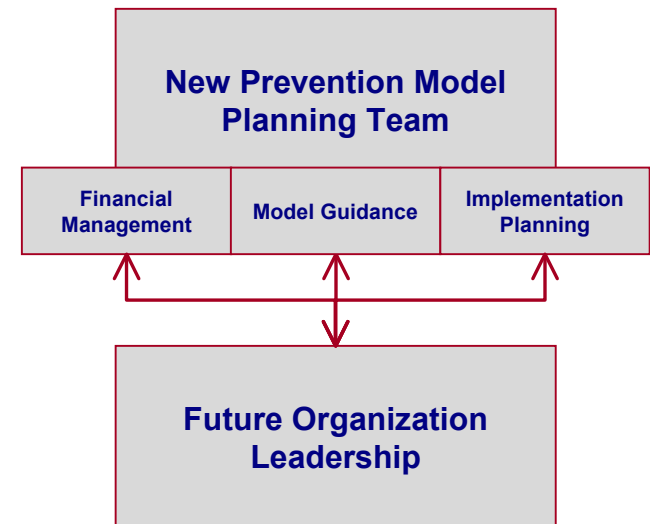 New Prevention Model
Planning Team
Financial
Management
Model Guidance
Implementation
Planning
Future Organization
Leadership